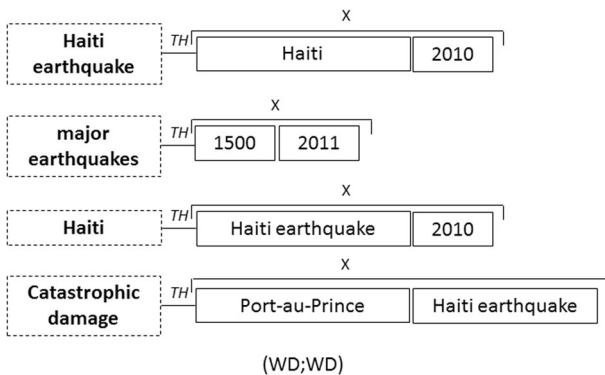 X
Haiti
earthquake
TH
Haiti
2010
X
major
earthquakes
TH
1500
2011
X
Haiti
TH
Haiti earthquake
2010
X
Catastrophic
damage
TH
Port-au-Prince
Haiti earthquake
(WD;WD)